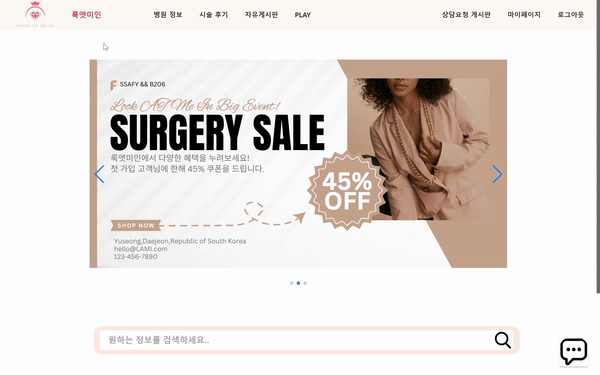 룩앳미인
병원 정보
시술 후기
자유게시판
PLAY
상담요청 게시판
마이페이지
로그아웃
SSAFY && B206
Look AT Me In Big Event!
SURGERY SALE
룩앳미인에서 다양한 혜택을 누려보세요!
첫 가입 고객님에 한해 45% 쿠폰을 드립니다.
45%
OFF
SHOP NOW
Yuseong,Daejeon,Republic of South Korea
hello@LAMI.com
123-456-7890
원하는 정보를 검색하세요..